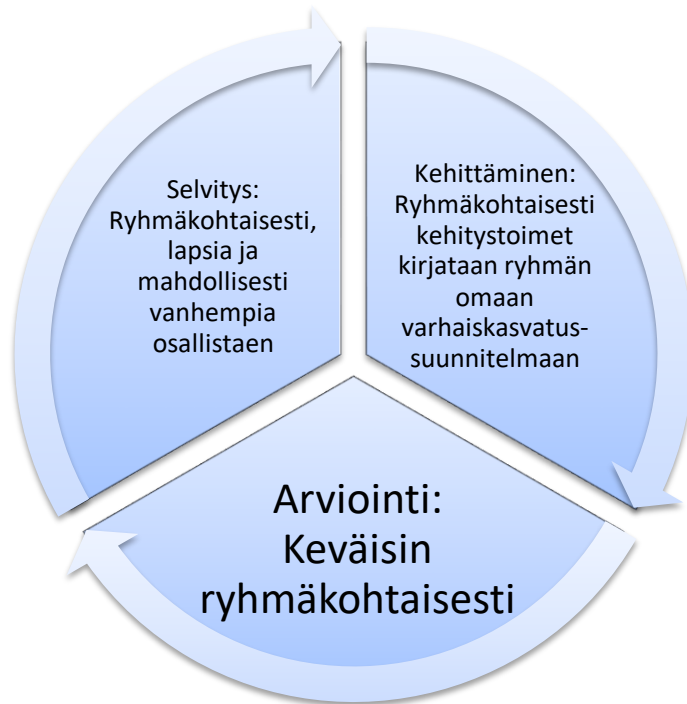 Selvitys:
Ryhmäkohtaisesti,
lapsia ja
mahdollisesti
vanhempia
osallistaen
Kehittäminen:
Ryhmäkohtaisesti
kehitystoimet
kirjataan ryhmän
omaan
varhaiskasvatus-
suunnitelmaan
Arviointi:
Keväisin
ryhmäkohtaisesti